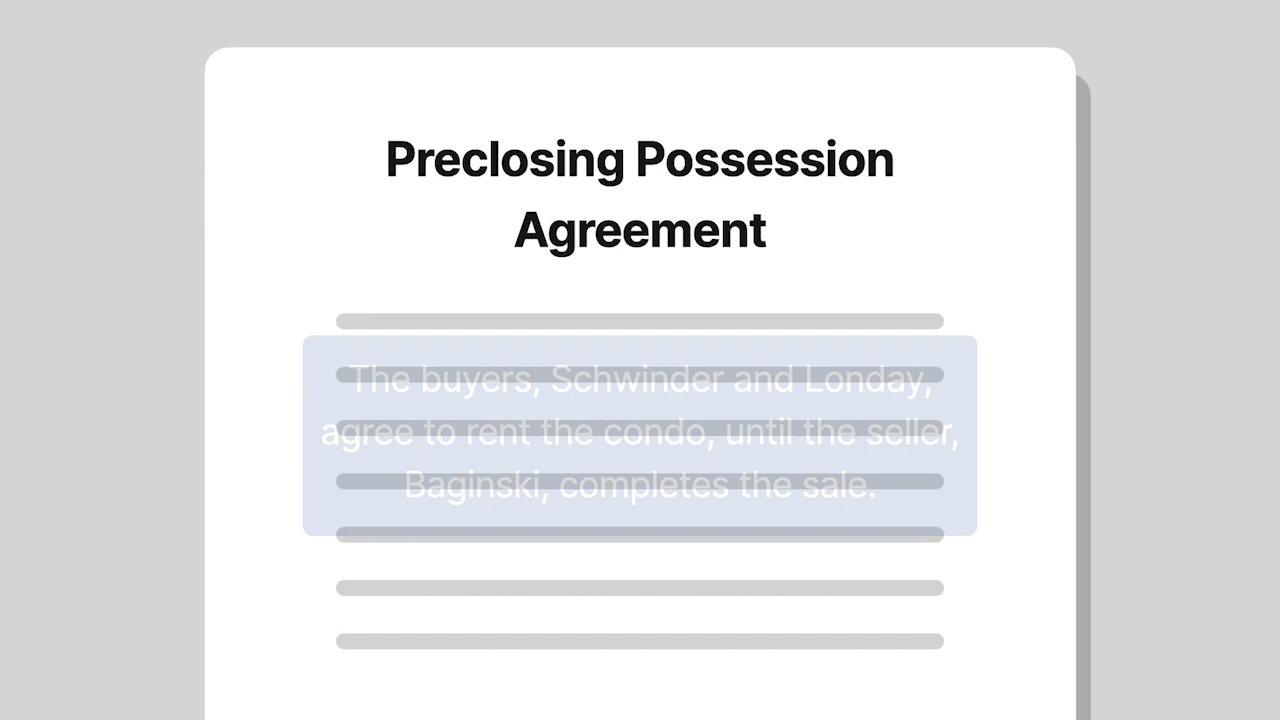 Preclosing Possession
Agreement
The buyers, Schwinder and Londay,
agree to rent the condo, until the seller,
Baginski, completes the sale.